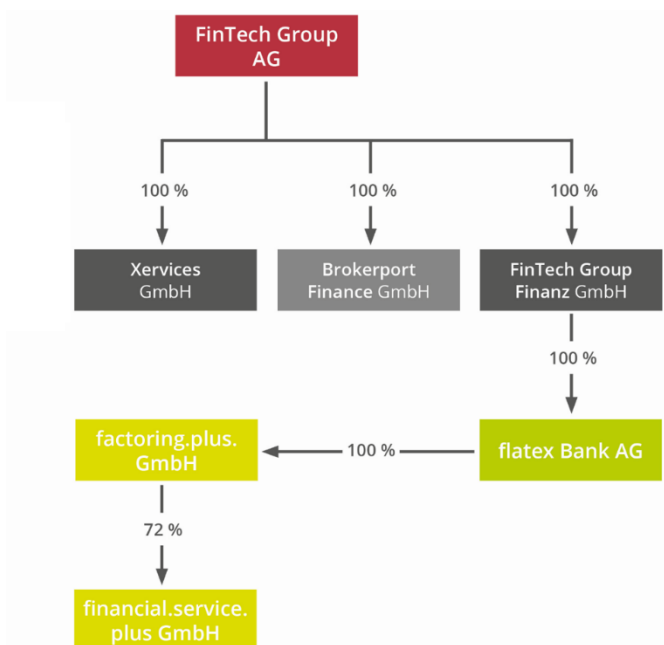 FinTech Group
AG
100 %
100 %
100 %
Xervices
GmbH
Brokerport
Finance GmbH
FinTech Group
Finanz GmbH
100 %
factoring.plus.
GmbH
100 %
flatex Bank AG
72 %
financial.service.
plus GmbH